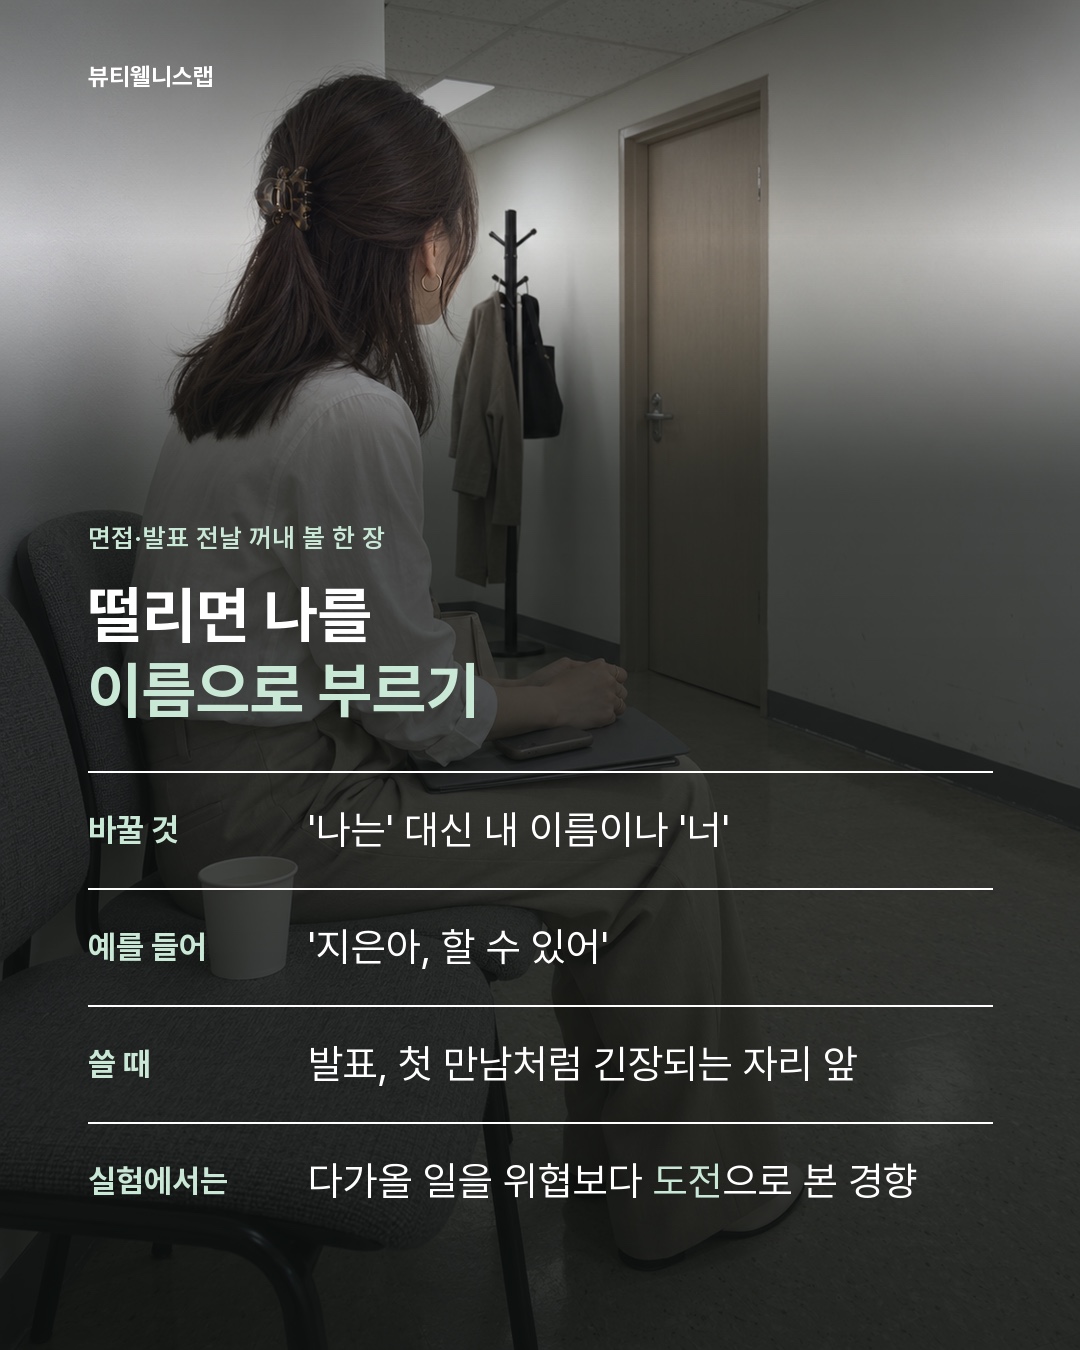 뷰티웰니스랩
면접·발표 전날 꺼내 볼 한 장
떨리면 나를
이름으로 부르기
바꿀 것 '나는' 대신 내 이름이나 '너'
예를 들어 '지은아, 할 수 있어'
쓸 때 발표, 첫 만남처럼 긴장되는 자리 앞
실험에서는 다가올 일을 위협보다 도전으로 본 경향